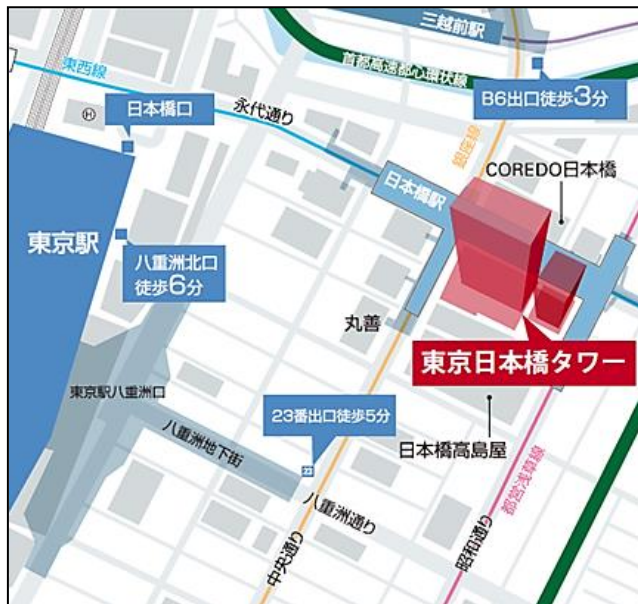 三越前駅
首都高速都心環状線
東西線
B6出口徒歩3分
日本橋口
永代通り
銀座線
COREDO日本橋
日本橋駅
東京駅
八重洲北口
徒歩6分
丸善
東京日本橋タワー
東京駅八重洲口
23番出口徒歩5分
日本橋高島屋
八重洲地下街
都営浅草線
八重洲通り
昭和通り
中央通り